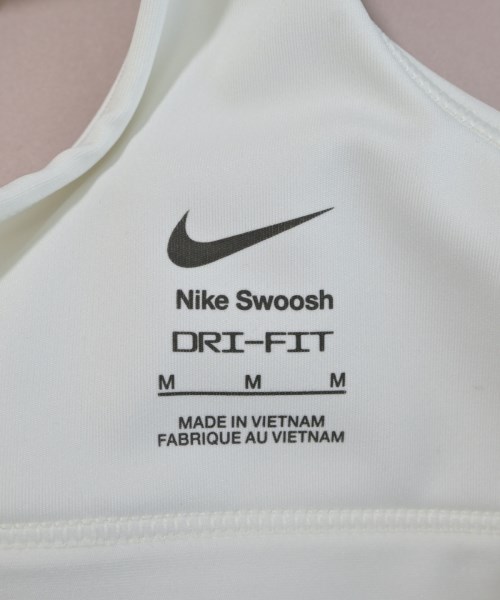 Nike Swoosh
DRI-FIT
M M M
MADE IN VIETNAM
FABRIQUE AU VIETNAM